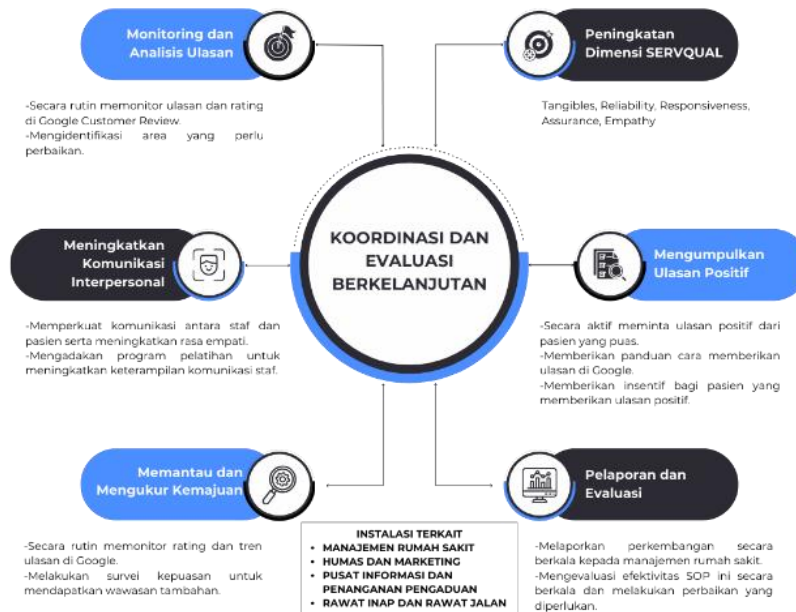 Monitoring dan
Analisis Ulasan
-Secara rutin memonitor ulasan dan rating
di Google Customer Review.
-Mengidentifikasi area yang perlu
perbaikan.
Peningkatan
Dimensi SERVQUAL
Tangibles, Reliability, Responsiveness,
Assurance, Empathy
KOORDINASI DAN
EVALUASI
BERKELANJUTAN
Meningkatkan
Komunikasi
Interpersonal
-Memperkuat komunikasi antara staf dan
pasien serta meningkatkan rasa empati.
-Mengadakan program pelatihan untuk
meningkatkan keterampilan komunikasi staf.
Mengumpulkan
Ulasan Positif
-Secara aktif meminta ulasan positif dari
pasien yang puas.
-Memberikan panduan cara memberikan
ulasan di Google.
-Memberikan insentif bagi pasien yang
memberikan ulasan positif.
Memantau dan
Mengukur Kemajuan
-Secara rutin memonitor rating dan tren
ulasan di Google.
-Melakukan survei kepuasan untuk
mendapatkan wawasan tambahan.
INSTALASI TERKAIT
• MANAJEMEN RUMAH SAKIT
• HUMAS DAN MARKETING
• PUSAT INFORMASI DAN
PENANGANAN PENGADUAN
• RAWAT INAP DAN RAWAT JALAN
Pelaporan dan
Evaluasi
-Melaporkan perkembangan secara
berkala kepada manajemen rumah sakit.
-Mengevaluasi efektivitas SOP ini secara
berkala dan melakukan perbaikan yang
diperlukan.